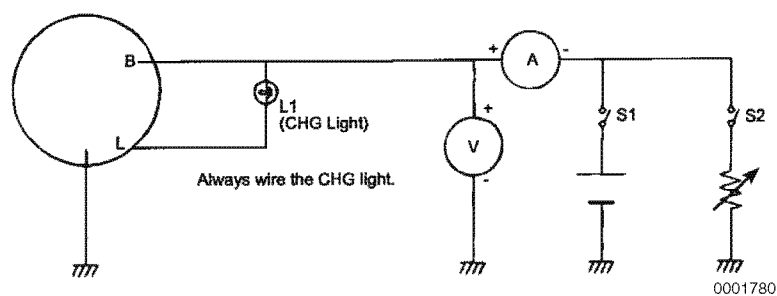 B
+
A
-
L1
(CHG Light)
L
+
V
-
S1
S2
Always wire the CHG light.
0001780